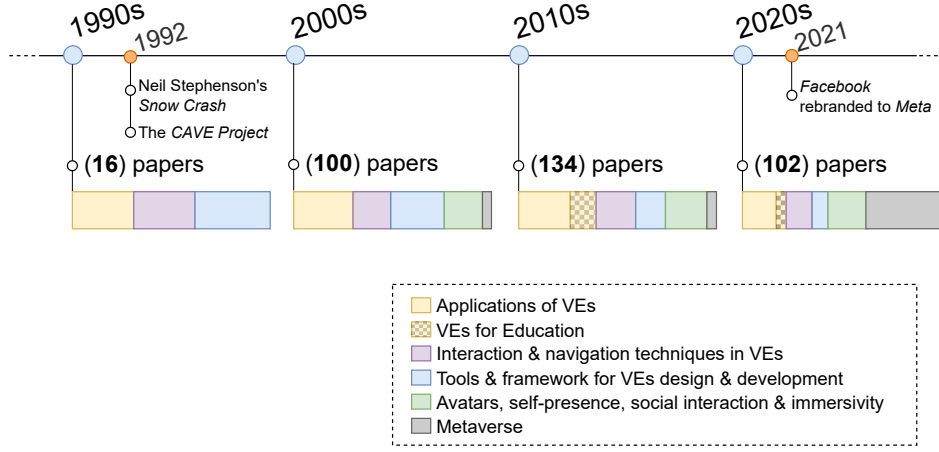 1990s
1992
2000s
2010s
2020s
2021
Neil Stephenson's
Snow Crash
The CAVE Project
Facebook
rebranded to Meta
(16) papers
(100) papers
(134) papers
(102) papers
Applications of VEs
VEs for Education
Interaction & navigation techniques in VEs
Tools & framework for VEs design & development
Avatars, self-presence, social interaction & immersivity
Metaverse